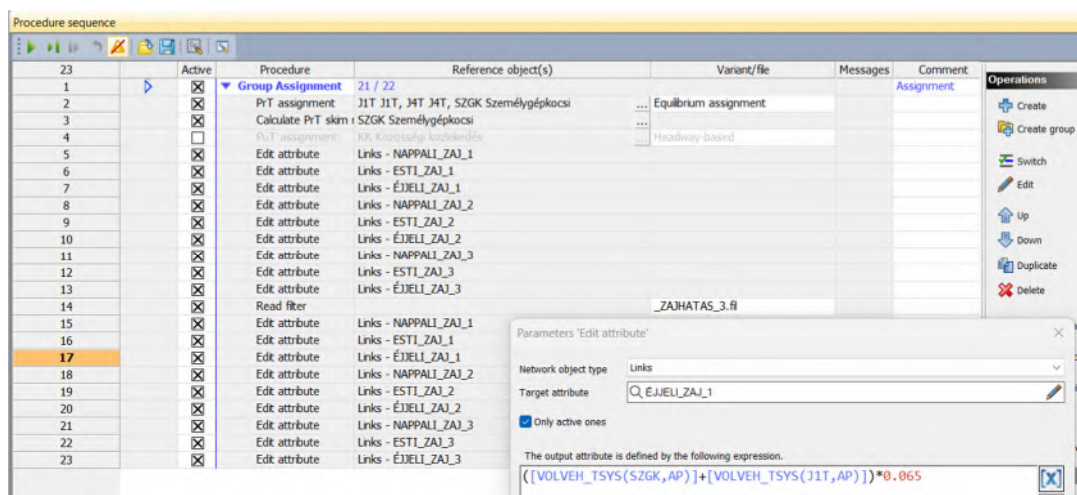 Procedure sequence
23 Active Procedure Reference object(s) Variant/file Messages Comment
1 Group Assignment 21 / 22 Assignment
2 PrT assignment J1T J1T, J4T J4T, SZGK Személygépkocsi ... Equilibrium assignment
3 Calculate PrT skim SZGK Személygépkocsi ...
4 PuT assignment KK Közösségi közlekedés ... Headway-based
5 Edit attribute Links - NAPPALI_ZAJ_1
6 Edit attribute Links - ESTI_ZAJ_1
7 Edit attribute Links - ÉJJELI_ZAJ_1
8 Edit attribute Links - NAPPALI_ZAJ_2
9 Edit attribute Links - ESTI_ZAJ_2
10 Edit attribute Links - ÉJJELI_ZAJ_2
11 Edit attribute Links - NAPPALI_ZAJ_3
12 Edit attribute Links - ESTI_ZAJ_3
13 Edit attribute Links - ÉJJELI_ZAJ_3
14 Read filter _ZAJHATAS_3.fil
15 Edit attribute Links - NAPPALI_ZAJ_1
16 Edit attribute Links - ESTI_ZAJ_1
17 Edit attribute Links - ÉJJELI_ZAJ_1
18 Edit attribute Links - NAPPALI_ZAJ_2
19 Edit attribute Links - ESTI_ZAJ_2
20 Edit attribute Links - ÉJJELI_ZAJ_2
21 Edit attribute Links - NAPPALI_ZAJ_3
22 Edit attribute Links - ESTI_ZAJ_3
23 Edit attribute Links - ÉJJELI_ZAJ_3
Operations
Create
Create group
Switch
Edit
Up
Down
Duplicate
Delete
Parameters 'Edit attribute'
Network object type Links
Target attribute ÉJJELI_ZAJ_1
Only active ones
The output attribute is defined by the following expression.
([VOLVEH_TSYS(SZGK,AP)]+[VOLVEH_TSYS(J1T,AP)])*0.065 [x]